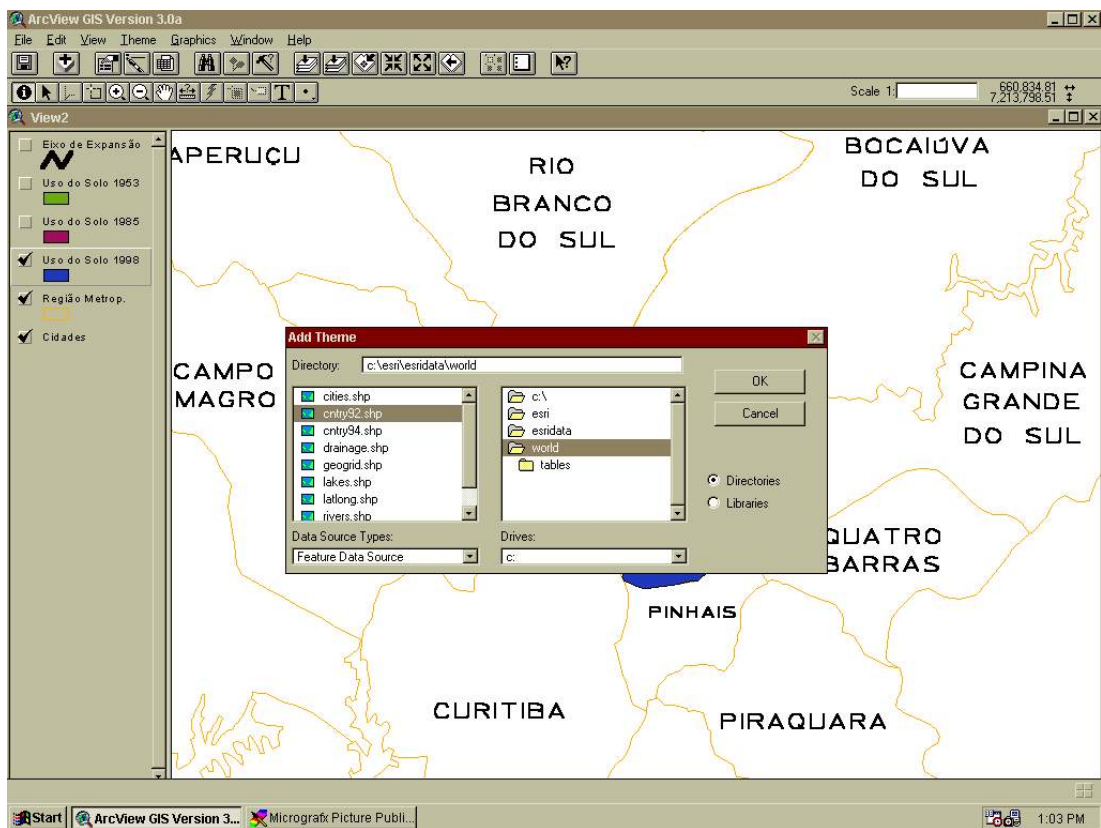 ArcView GIS Version 3.0a
File Edit View Theme Graphics Window Help
Scale 1:
660,834.81
7,213,798.51
View2
Eixo de Expansão
Uso do Solo 1953
Uso do Solo 1985
Uso do Solo 1998
Região Metrop.
Cidades
APERUÇU
RIO
BRANCO
DO SUL
BOCAIÚVA
DO SUL
CAMPO
MAGRO
CAMPINA
GRANDE
DO SUL
Add Theme
Directory: c:\esri\esridata\world
cities.shp
cntry92.shp
cntry94.shp
drainage.shp
geogrid.shp
lakes.shp
latlong.shp
rivers.shp
c:\
esri
esridata
world
tables
OK
Cancel
Directories
Libraries
Data Source Types:
Feature Data Source
Drives:
c:
QUATRO
BARRAS
PINHAIS
CURITIBA
PIRAQUARA
Start ArcView GIS Version 3... Micrografx Picture Publi... 1:03 PM